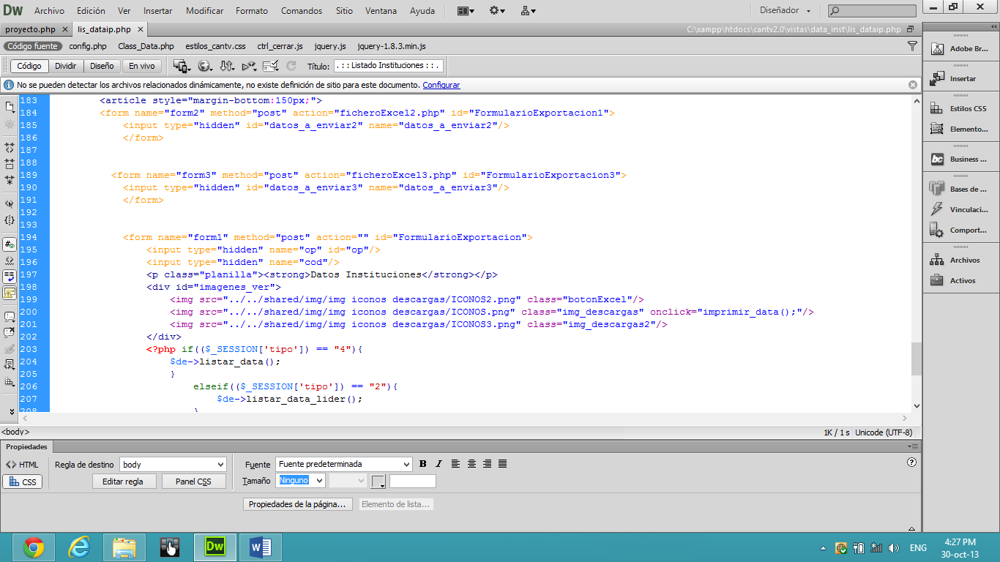 Dw Archivo Edición Ver Insertar Modificar Formato Comandos Sitio Ventana Ayuda Diseñador
proyecto.php × lis_dataip.php × C:\xampp\htdocs\cantv2.0\vistas\data_inst\lis_dataip.php
Código fuente config.php Class_Data.php estilos_cantv.css ctrl_cerrar.js jquery.js jquery-1.8.3.min.js
Código Dividir Diseño En vivo Título: . : : Listado Instituciones : : .
No se pueden detectar los archivos relacionados dinámicamente, no existe definición de sitio para este documento. Configurar
183 <article style="margin-bottom:150px;">
184 <form name="form2" method="post" action="ficheroExcel2.php" id="FormularioExportacion1">
185 <input type="hidden" id="datos_a_enviar2" name="datos_a_enviar2"/>
186 </form>
187
188
189 <form name="form3" method="post" action="ficheroExcel3.php" id="FormularioExportacion3">
190 <input type="hidden" id="datos_a_enviar3" name="datos_a_enviar3"/>
191 </form>
192
193
194 <form name="form1" method="post" action="" id="FormularioExportacion">
195 <input type="hidden" name="op" id="op"/>
196 <input type="hidden" name="cod"/>
197 <p class="planilla"><strong>Datos Instituciones</strong></p>
198 <div id="imagenes_ver">
199 <img src="../../shared/img/img iconos descargas/ICONOS2.png" class="botonExcel"/>
200 <img src="../../shared/img/img iconos descargas/ICONOS.png" class="img_descargas" onclick="imprimir_data();"/>
201 <img src="../../shared/img/img iconos descargas/ICONOS3.png" class="img_descargas2"/>
202 </div>
203 <?php if(($_SESSION['tipo']) == "4"){
204 $de->listar_data();
205 }
206 elseif(($_SESSION['tipo']) == "2"){
207 $de->listar_data_lider();
208 }
<body> 1K / 1 s Unicode (UTF-8)
Propiedades
<> HTML Regla de destino body Fuente Fuente predeterminada B I
CSS Editar regla Panel CSS Tamaño Ninguno
Propiedades de la página... Elemento de lista...
Adobe Br...
Insertar
Estilos CSS
Elemento...
bc Business ...
Bases de ...
Vinculaci...
Comport...
Archivos
Activos
Dw ENG 4:27 PM
30-oct-13